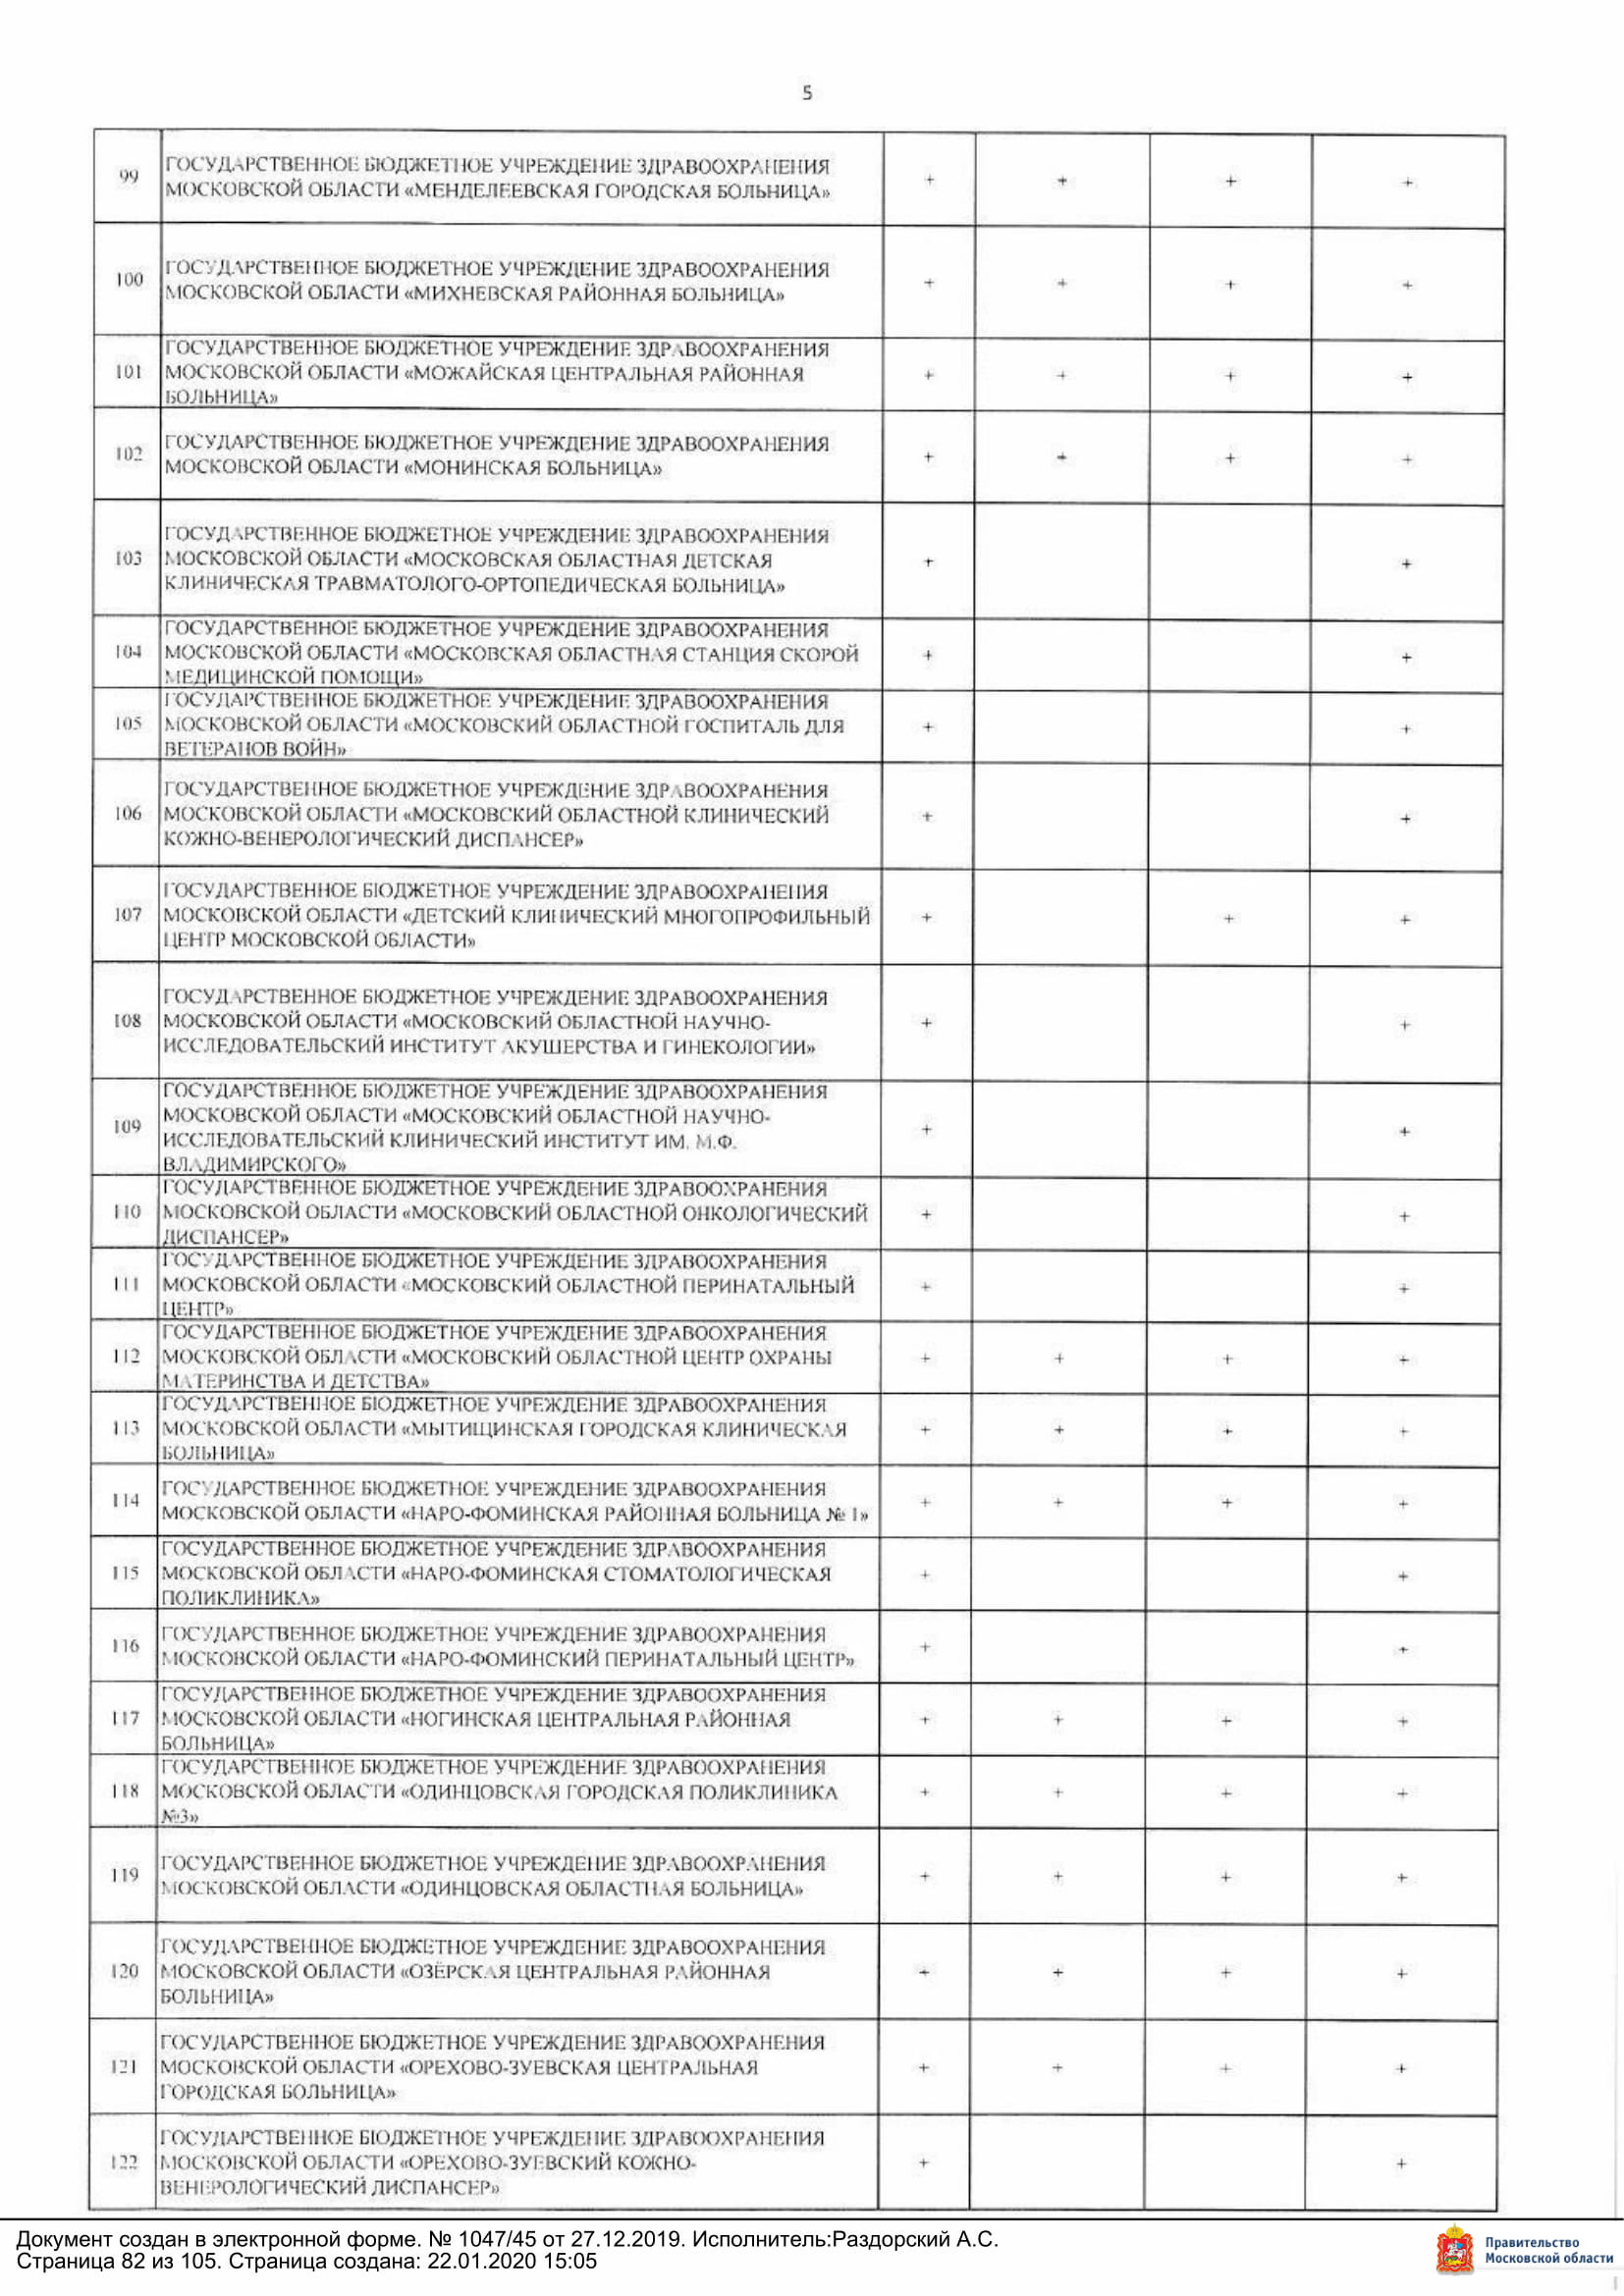 5
99
ГОСУДАРСТВЕННОЕ БЮДЖЕТНОЕ УЧРЕЖДЕНИЕ ЗДРАВООХРАНЕНИЯ
МОСКОВСКОЙ ОБЛАСТИ «МЕНДЕЛЕЕВСКАЯ ГОРОДСКАЯ БОЛЬНИЦА»
+ + + +
100
ГОСУДАРСТВЕННОЕ БЮДЖЕТНОЕ УЧРЕЖДЕНИЕ ЗДРАВООХРАНЕНИЯ
МОСКОВСКОЙ ОБЛАСТИ «МИХНЕВСКАЯ РАЙОННАЯ БОЛЬНИЦА»
+ + + +
101
ГОСУДАРСТВЕННОЕ БЮДЖЕТНОЕ УЧРЕЖДЕНИЕ ЗДРАВООХРАНЕНИЯ
МОСКОВСКОЙ ОБЛАСТИ «МОЖАЙСКАЯ ЦЕНТРАЛЬНАЯ РАЙОННАЯ
БОЛЬНИЦА»
+ + + +
102
ГОСУДАРСТВЕННОЕ БЮДЖЕТНОЕ УЧРЕЖДЕНИЕ ЗДРАВООХРАНЕНИЯ
МОСКОВСКОЙ ОБЛАСТИ «МОНИНСКАЯ БОЛЬНИЦА»
+ + + +
103
ГОСУДАРСТВЕННОЕ БЮДЖЕТНОЕ УЧРЕЖДЕНИЕ ЗДРАВООХРАНЕНИЯ
МОСКОВСКОЙ ОБЛАСТИ «МОСКОВСКАЯ ОБЛАСТНАЯ ДЕТСКАЯ
КЛИНИЧЕСКАЯ ТРАВМАТОЛОГО-ОРТОПЕДИЧЕСКАЯ БОЛЬНИЦА»
+ +
104
ГОСУДАРСТВЕННОЕ БЮДЖЕТНОЕ УЧРЕЖДЕНИЕ ЗДРАВООХРАНЕНИЯ
МОСКОВСКОЙ ОБЛАСТИ «МОСКОВСКАЯ ОБЛАСТНАЯ СТАНЦИЯ СКОРОЙ
МЕДИЦИНСКОЙ ПОМОЩИ»
+ +
105
ГОСУДАРСТВЕННОЕ БЮДЖЕТНОЕ УЧРЕЖДЕНИЕ ЗДРАВООХРАНЕНИЯ
МОСКОВСКОЙ ОБЛАСТИ «МОСКОВСКИЙ ОБЛАСТНОЙ ГОСПИТАЛЬ ДЛЯ
ВЕТЕРАНОВ ВОЙН»
+ +
106
ГОСУДАРСТВЕННОЕ БЮДЖЕТНОЕ УЧРЕЖДЕНИЕ ЗДРАВООХРАНЕНИЯ
МОСКОВСКОЙ ОБЛАСТИ «МОСКОВСКИЙ ОБЛАСТНОЙ КЛИНИЧЕСКИЙ
КОЖНО-ВЕНЕРОЛОГИЧЕСКИЙ ДИСПАНСЕР»
+ +
107
ГОСУДАРСТВЕННОЕ БЮДЖЕТНОЕ УЧРЕЖДЕНИЕ ЗДРАВООХРАНЕНИЯ
МОСКОВСКОЙ ОБЛАСТИ «ДЕТСКИЙ КЛИНИЧЕСКИЙ МНОГОПРОФИЛЬНЫЙ
ЦЕНТР МОСКОВСКОЙ ОБЛАСТИ»
+ + +
108
ГОСУДАРСТВЕННОЕ БЮДЖЕТНОЕ УЧРЕЖДЕНИЕ ЗДРАВООХРАНЕНИЯ
МОСКОВСКОЙ ОБЛАСТИ «МОСКОВСКИЙ ОБЛАСТНОЙ НАУЧНО-
ИССЛЕДОВАТЕЛЬСКИЙ ИНСТИТУТ АКУШЕРСТВА И ГИНЕКОЛОГИИ»
+ +
109
ГОСУДАРСТВЕННОЕ БЮДЖЕТНОЕ УЧРЕЖДЕНИЕ ЗДРАВООХРАНЕНИЯ
МОСКОВСКОЙ ОБЛАСТИ «МОСКОВСКИЙ ОБЛАСТНОЙ НАУЧНО-
ИССЛЕДОВАТЕЛЬСКИЙ КЛИНИЧЕСКИЙ ИНСТИТУТ ИМ. М.Ф.
ВЛАДИМИРСКОГО»
+ +
110
ГОСУДАРСТВЕННОЕ БЮДЖЕТНОЕ УЧРЕЖДЕНИЕ ЗДРАВООХРАНЕНИЯ
МОСКОВСКОЙ ОБЛАСТИ «МОСКОВСКИЙ ОБЛАСТНОЙ ОНКОЛОГИЧЕСКИЙ
ДИСПАНСЕР»
+ +
111
ГОСУДАРСТВЕННОЕ БЮДЖЕТНОЕ УЧРЕЖДЕНИЕ ЗДРАВООХРАНЕНИЯ
МОСКОВСКОЙ ОБЛАСТИ «МОСКОВСКИЙ ОБЛАСТНОЙ ПЕРИНАТАЛЬНЫЙ
ЦЕНТР»
+ +
112
ГОСУДАРСТВЕННОЕ БЮДЖЕТНОЕ УЧРЕЖДЕНИЕ ЗДРАВООХРАНЕНИЯ
МОСКОВСКОЙ ОБЛАСТИ «МОСКОВСКИЙ ОБЛАСТНОЙ ЦЕНТР ОХРАНЫ
МАТЕРИНСТВА И ДЕТСТВА»
+ + + +
113
ГОСУДАРСТВЕННОЕ БЮДЖЕТНОЕ УЧРЕЖДЕНИЕ ЗДРАВООХРАНЕНИЯ
МОСКОВСКОЙ ОБЛАСТИ «МЫТИЩИНСКАЯ ГОРОДСКАЯ КЛИНИЧЕСКАЯ
БОЛЬНИЦА»
+ + + +
114
ГОСУДАРСТВЕННОЕ БЮДЖЕТНОЕ УЧРЕЖДЕНИЕ ЗДРАВООХРАНЕНИЯ
МОСКОВСКОЙ ОБЛАСТИ «НАРО-ФОМИНСКАЯ РАЙОННАЯ БОЛЬНИЦА № 1»
+ + + +
115
ГОСУДАРСТВЕННОЕ БЮДЖЕТНОЕ УЧРЕЖДЕНИЕ ЗДРАВООХРАНЕНИЯ
МОСКОВСКОЙ ОБЛАСТИ «НАРО-ФОМИНСКАЯ СТОМАТОЛОГИЧЕСКАЯ
ПОЛИКЛИНИКА»
+ +
116
ГОСУДАРСТВЕННОЕ БЮДЖЕТНОЕ УЧРЕЖДЕНИЕ ЗДРАВООХРАНЕНИЯ
МОСКОВСКОЙ ОБЛАСТИ «НАРО-ФОМИНСКИЙ ПЕРИНАТАЛЬНЫЙ ЦЕНТР»
+ +
117
ГОСУДАРСТВЕННОЕ БЮДЖЕТНОЕ УЧРЕЖДЕНИЕ ЗДРАВООХРАНЕНИЯ
МОСКОВСКОЙ ОБЛАСТИ «НОГИНСКАЯ ЦЕНТРАЛЬНАЯ РАЙОННАЯ
БОЛЬНИЦА»
+ + + +
118
ГОСУДАРСТВЕННОЕ БЮДЖЕТНОЕ УЧРЕЖДЕНИЕ ЗДРАВООХРАНЕНИЯ
МОСКОВСКОЙ ОБЛАСТИ «ОДИНЦОВСКАЯ ГОРОДСКАЯ ПОЛИКЛИНИКА
№3»
+ + + +
119
ГОСУДАРСТВЕННОЕ БЮДЖЕТНОЕ УЧРЕЖДЕНИЕ ЗДРАВООХРАНЕНИЯ
МОСКОВСКОЙ ОБЛАСТИ «ОДИНЦОВСКАЯ ОБЛАСТНАЯ БОЛЬНИЦА»
+ + + +
120
ГОСУДАРСТВЕННОЕ БЮДЖЕТНОЕ УЧРЕЖДЕНИЕ ЗДРАВООХРАНЕНИЯ
МОСКОВСКОЙ ОБЛАСТИ «ОЗЁРСКАЯ ЦЕНТРАЛЬНАЯ РАЙОННАЯ
БОЛЬНИЦА»
+ + + +
121
ГОСУДАРСТВЕННОЕ БЮДЖЕТНОЕ УЧРЕЖДЕНИЕ ЗДРАВООХРАНЕНИЯ
МОСКОВСКОЙ ОБЛАСТИ «ОРЕХОВО-ЗУЕВСКАЯ ЦЕНТРАЛЬНАЯ
ГОРОДСКАЯ БОЛЬНИЦА»
+ + + +
122
ГОСУДАРСТВЕННОЕ БЮДЖЕТНОЕ УЧРЕЖДЕНИЕ ЗДРАВООХРАНЕНИЯ
МОСКОВСКОЙ ОБЛАСТИ «ОРЕХОВО-ЗУЕВСКИЙ КОЖНО-
ВЕНЕРОЛОГИЧЕСКИЙ ДИСПАНСЕР»
+ +
Документ создан в электронной форме. № 1047/45 от 27.12.2019. Исполнитель:Раздорский А.С.
Страница 82 из 105. Страница создана: 22.01.2020 15:05
Правительство
Московской области